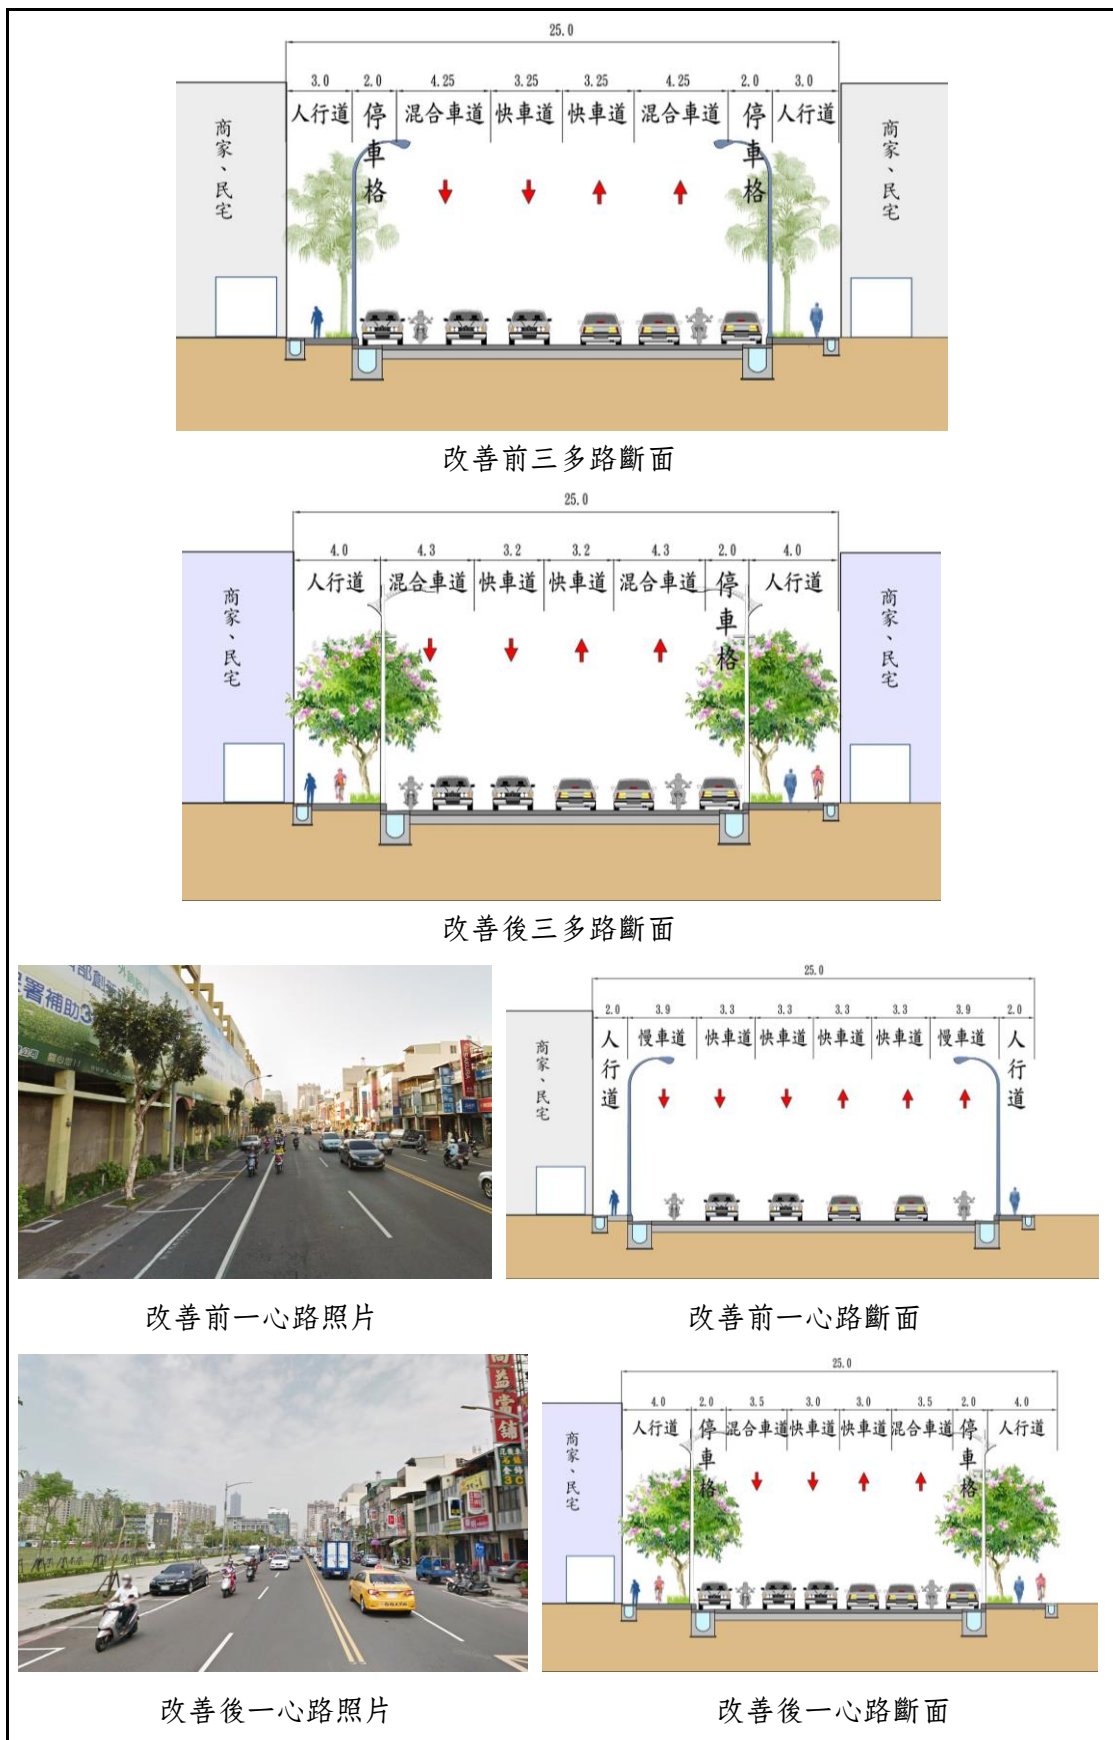 25.0
3.0 2.0 4.25 3.25 3.25 4.25 2.0 3.0
人行道 停車格 混合車道 快車道 快車道 混合車道 停車格 人行道
商家、民宅
商家、民宅
改善前三多路斷面
25.0
4.0 4.3 3.2 3.2 4.3 2.0 4.0
人行道 混合車道 快車道 快車道 混合車道 停車格 人行道
商家、民宅
商家、民宅
改善後三多路斷面
署補助3
25.0
2.0 3.9 3.3 3.3 3.3 3.3 3.9 2.0
人行道 慢車道 快車道 快車道 快車道 快車道 慢車道 人行道
商家、民宅
改善前一心路照片
改善前一心路斷面
益當舖
3C
25.0
4.0 2.0 3.5 3.0 3.0 3.5 2.0 4.0
人行道 停車格 混合車道 快車道 快車道 混合車道 停車格 人行道
商家、民宅
改善後一心路照片
改善後一心路斷面